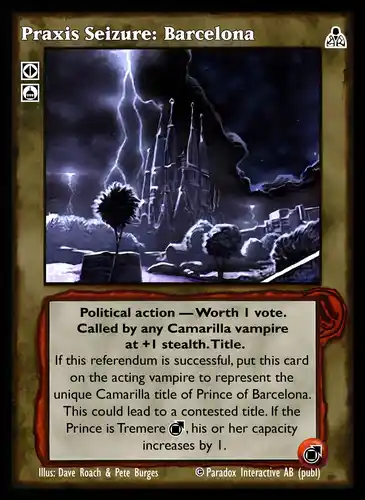 Praxis Seizure: Barcelona
Political action — Worth 1 vote.
Called by any Camarilla vampire
at +1 stealth. Title.
If this referendum is successful, put this card
on the acting vampire to represent the
unique Camarilla title of Prince of Barcelona.
This could lead to a contested title. If the
Prince is Tremere , his or her capacity
increases by 1.
Illus: Dave Roach & Pete Burges © Paradox Interactive AB (publ)